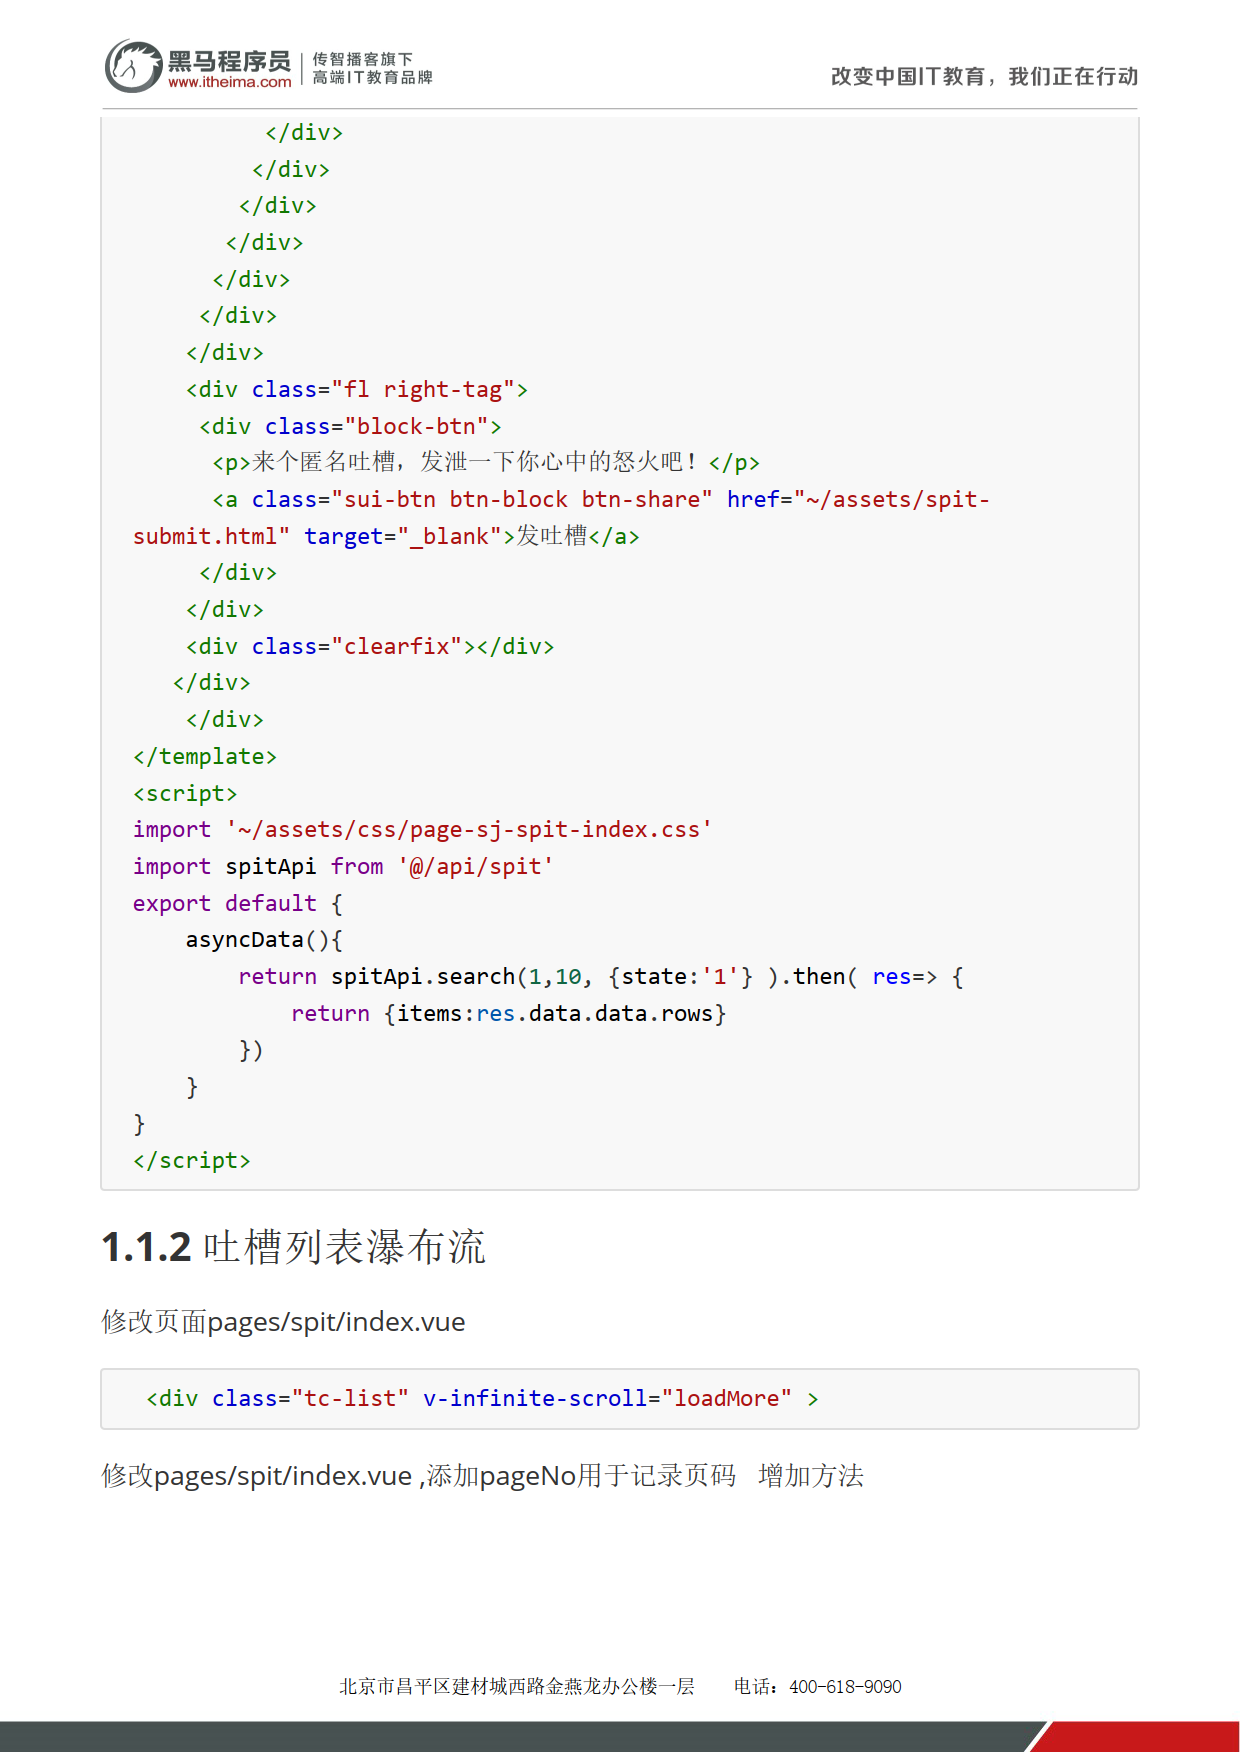 黑马程序员
www.itheima.com
传智播客旗下
高端IT教育品牌
改变中国IT教育，我们正在行动
</div>
</div>
</div>
</div>
</div>
</div>
</div>
<div class="fl right-tag">
<div class="block-btn">
<p>来个匿名吐槽，发泄一下你心中的怒火吧！</p>
<a class="sui-btn btn-block btn-share" href="~/assets/spit-
submit.html" target="_blank">发吐槽</a>
</div>
</div>
<div class="clearfix"></div>
</div>
</div>
</template>
<script>
import '~/assets/css/page-sj-spit-index.css'
import spitApi from '@/api/spit'
export default {
asyncData(){
return spitApi.search(1,10, {state:'1'} ).then( res=> {
return {items:res.data.data.rows}
})
}
}
</script>
1.1.2 吐槽列表瀑布流
修改页面pages/spit/index.vue
<div class="tc-list" v-infinite-scroll="loadMore" >
修改pages/spit/index.vue ,添加pageNo用于记录页码 增加方法
北京市昌平区建材城西路金燕龙办公楼一层 电话：400-618-9090